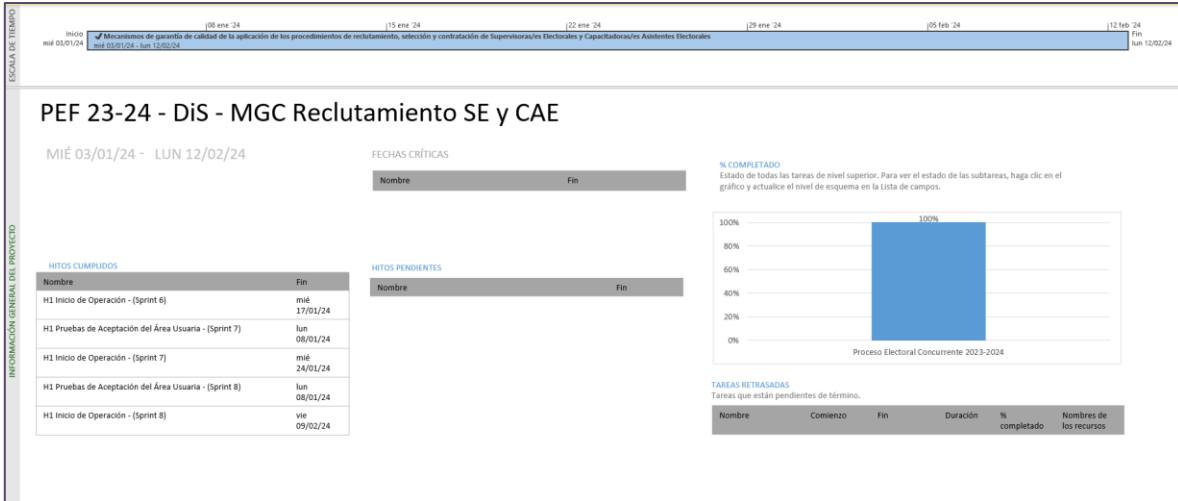 ESCALA DE TIEMPO
08 ene '24
15 ene '24
22 ene '24
29 ene '24
05 feb '24
12 feb '24
Inicio
mié 03/01/24
✓Mecanismos de garantía de calidad de la aplicación de los procedimientos de reclutamiento, selección y contratación de Supervisoras/es Electorales y Capacitadoras/es Asistentes Electorales
mié 03/01/24 - lun 12/02/24
Fin
lun 12/02/24
INFORMACIÓN GENERAL DEL PROYECTO
PEF 23-24 - DiS - MGC Reclutamiento SE y CAE
MIÉ 03/01/24 - LUN 12/02/24
FECHAS CRÍTICAS
Nombre Fin
HITOS CUMPLIDOS
Nombre Fin
H1 Inicio de Operación - (Sprint 6) mié
17/01/24
H1 Pruebas de Aceptación del Área Usuaria - (Sprint 7) lun
08/01/24
H1 Inicio de Operación - (Sprint 7) mié
24/01/24
H1 Pruebas de Aceptación del Área Usuaria - (Sprint 8) lun
08/01/24
H1 Inicio de Operación - (Sprint 8) vie
09/02/24
HITOS PENDIENTES
Nombre Fin
% COMPLETADO
Estado de todas las tareas de nivel superior. Para ver el estado de las subtareas, haga clic en el
gráfico y actualice el nivel de esquema en la Lista de campos.
100%
100%
80%
60%
40%
20%
0%
Proceso Electoral Concurrente 2023-2024
TAREAS RETRASADAS
Tareas que están pendientes de término.
Nombre Comienzo Fin Duración % Nombres de
completado los recursos